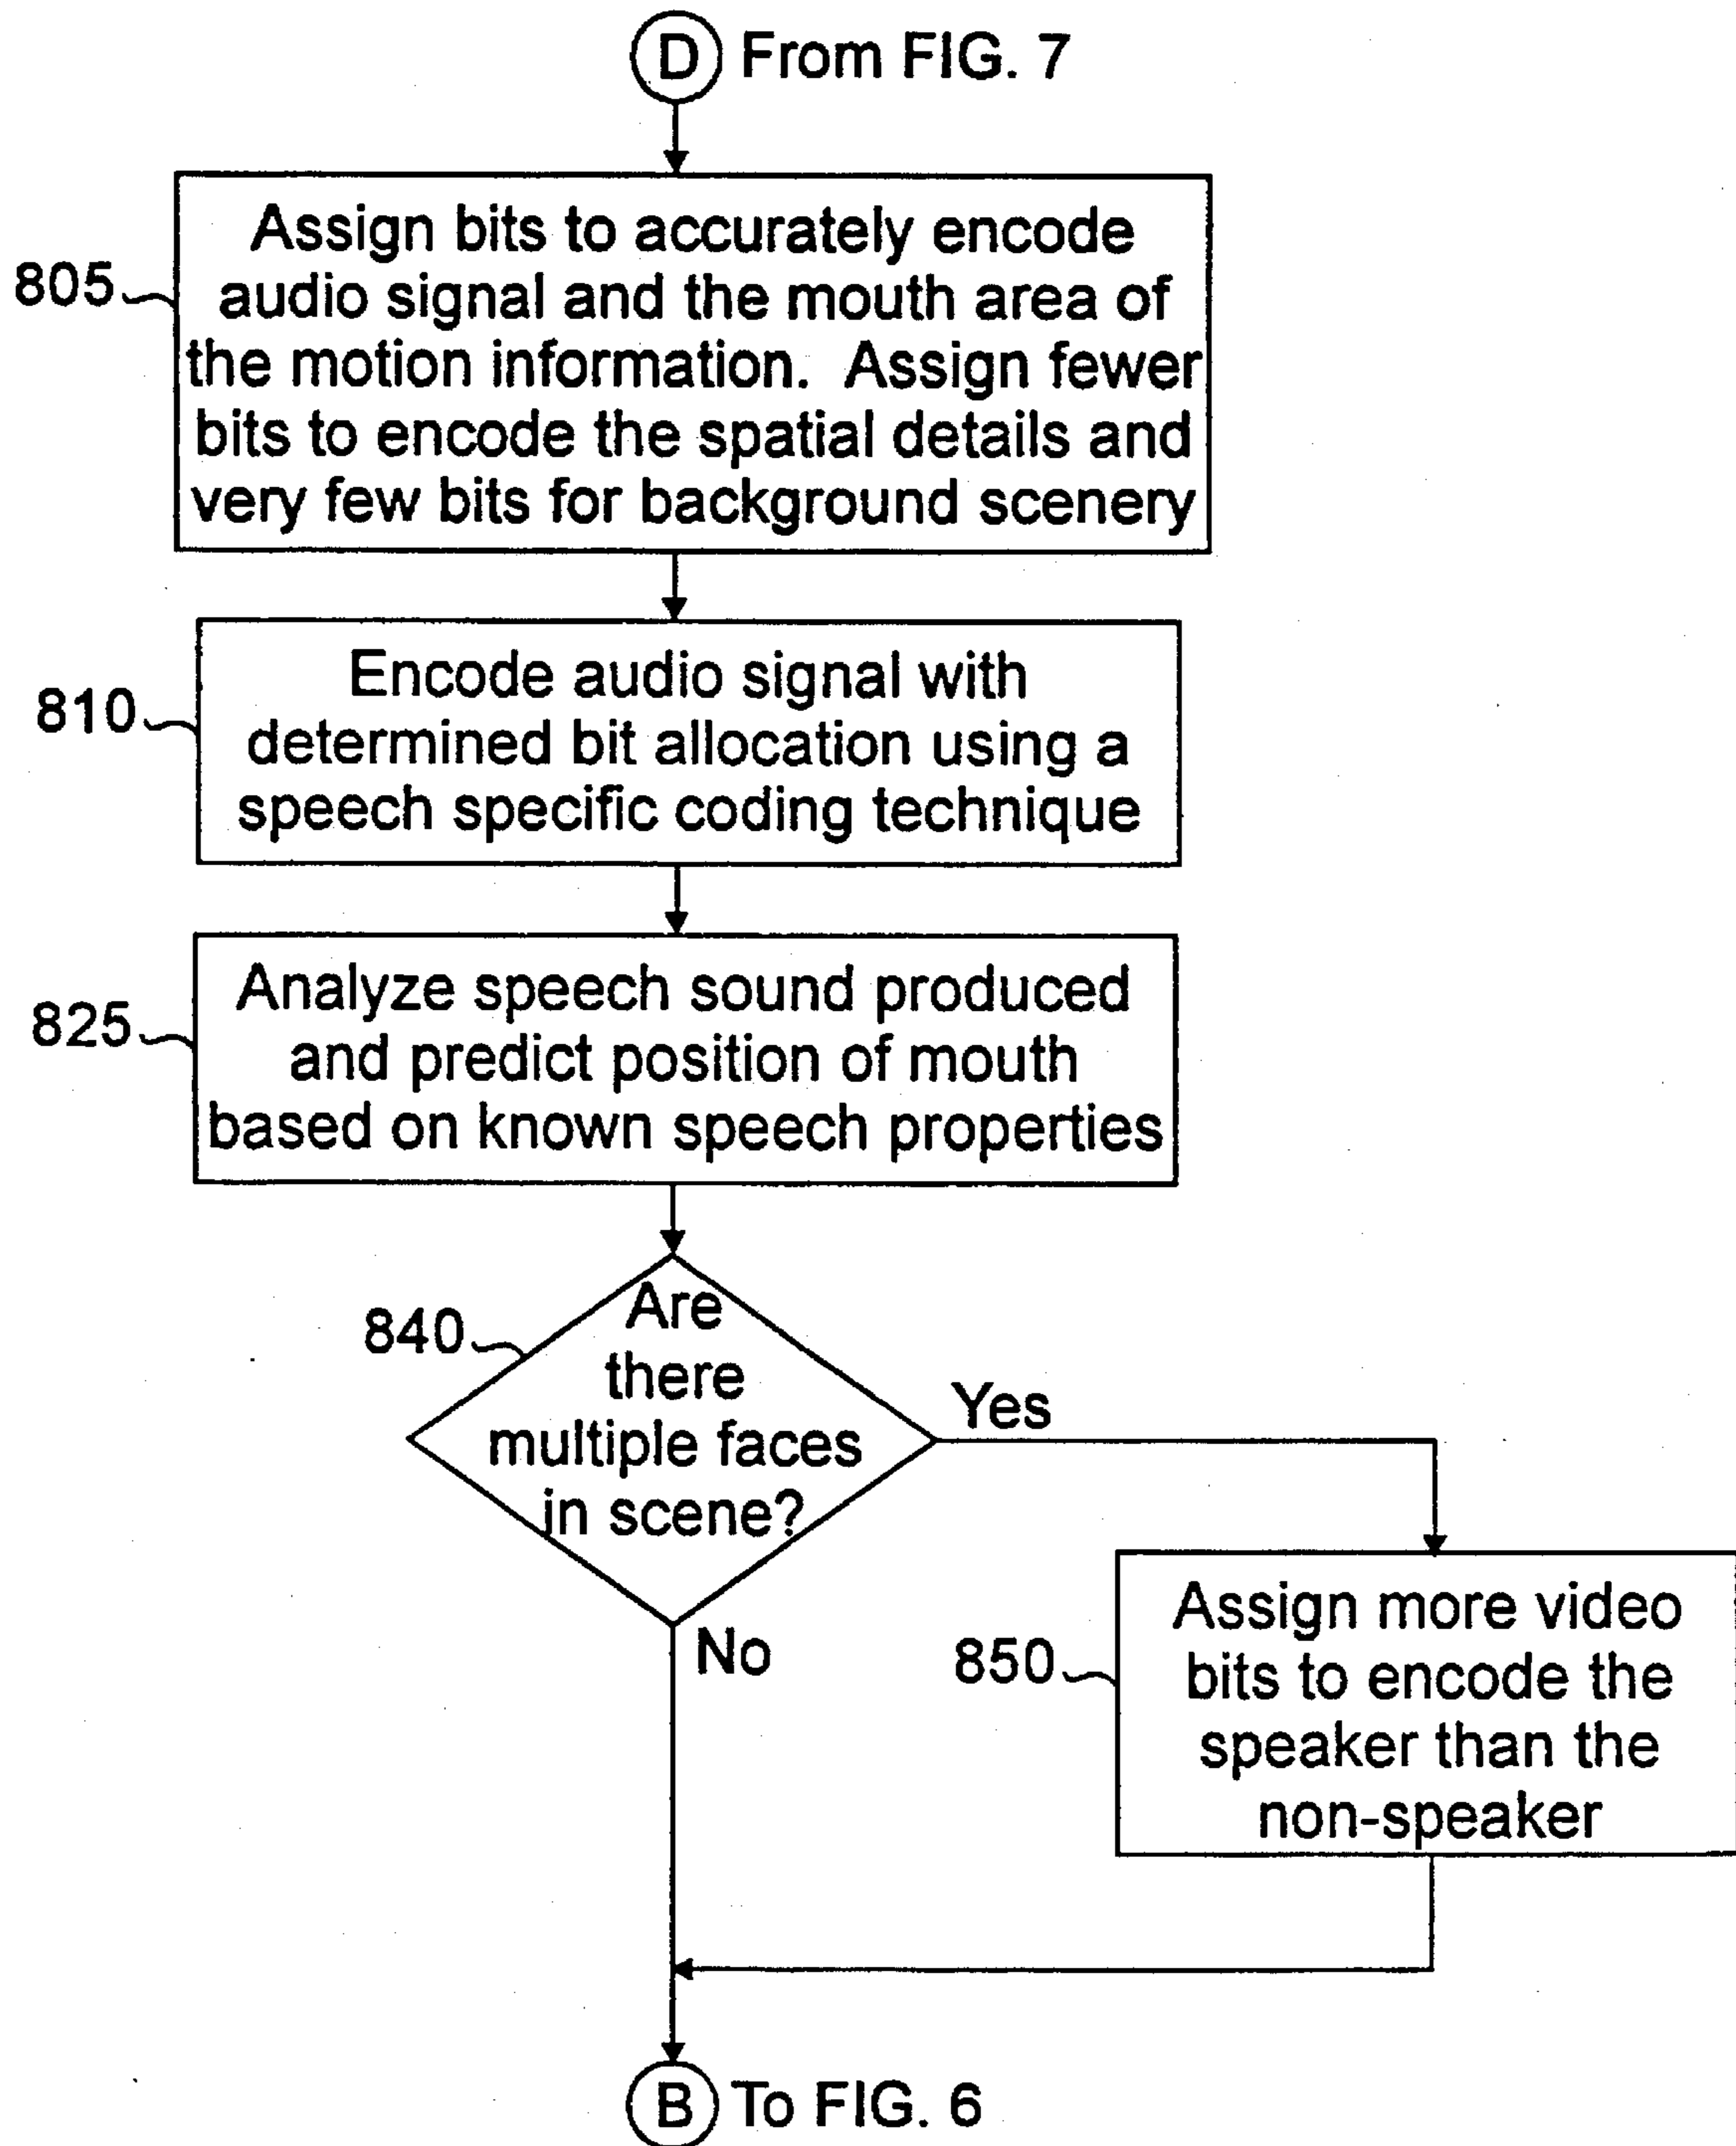 D From FIG. 7
805
Assign bits to accurately encode
audio signal and the mouth area of
the motion information. Assign fewer
bits to encode the spatial details and
very few bits for background scenery
810
Encode audio signal with
determined bit allocation using a
speech specific coding technique
825
Analyze speech sound produced
and predict position of mouth
based on known speech properties
840
Are
there
multiple faces
in scene?
Yes
No
850
Assign more video
bits to encode the
speaker than the
non-speaker
B To FIG. 6